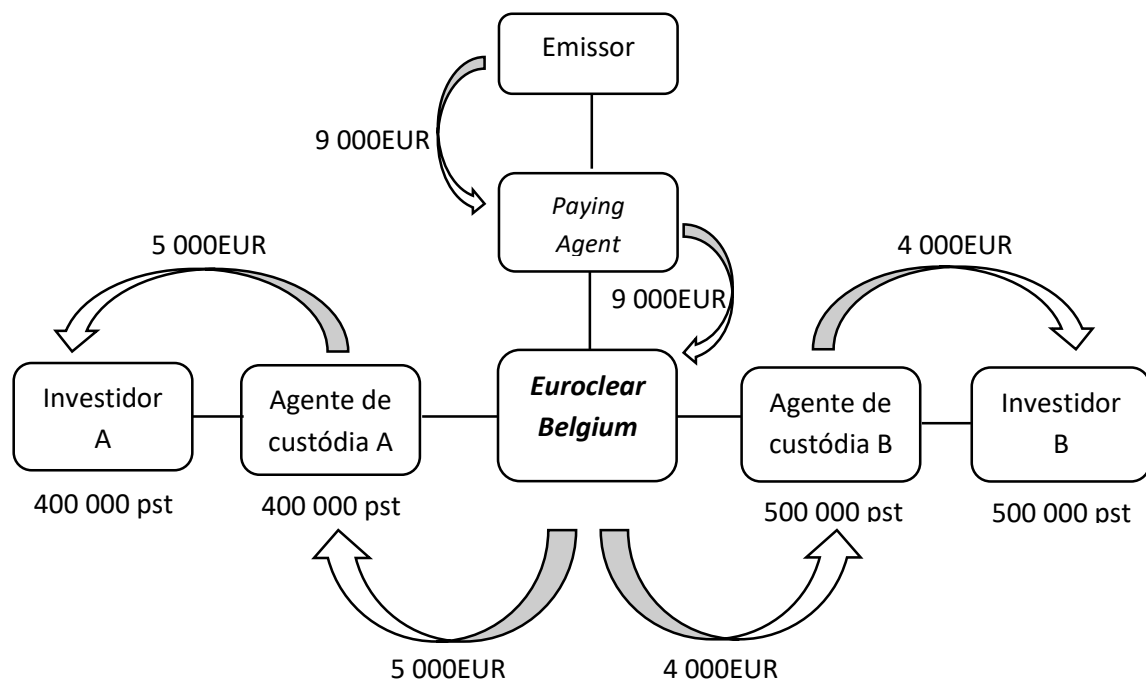 Emissor
9 000EUR
Paying
Agent
5 000EUR
4 000EUR
9 000EUR
Investidor
A
Agente de
custódia A
Euroclear
Belgium
Agente de
custódia B
Investidor
B
400 000 pst
400 000 pst
500 000 pst
500 000 pst
5 000EUR
4 000EUR